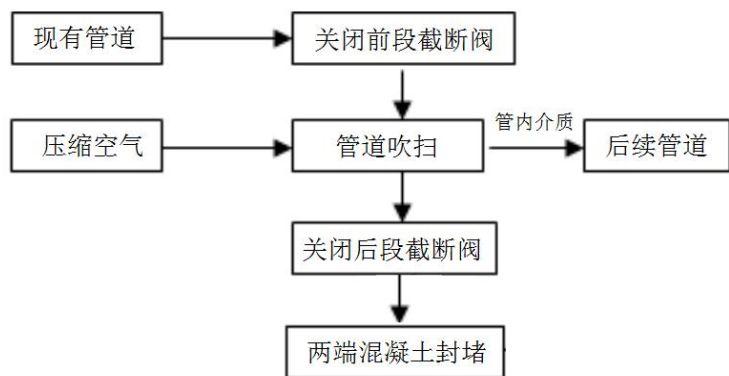 现有管道
关闭前段截断阀
压缩空气
管道吹扫
管内介质
后续管道
关闭后段截断阀
两端混凝土封堵